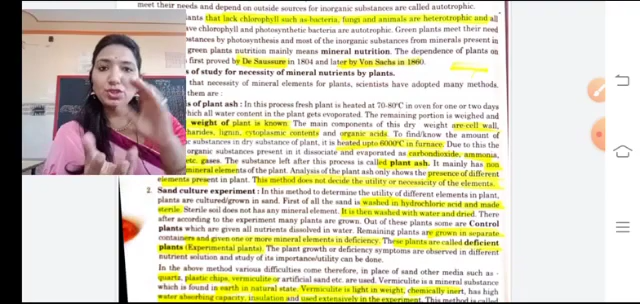 meet their needs and depend on outside sources for inorganic substances are called autotrophic.
ants that lack chlorophyll such as bacteria, fungi and animals are heterotrophic and all
ve chlorophyll and photosynthetic bacteria are autotrophic. Green plants meet their need
bstances by photosynthesis and most of the inorganic substances from minerals present in
green plants nutrition mainly means mineral nutrition. The dependence of plants on
first proved by De Saussure in 1804 and later by Von Sachs in 1860.
s of study for necessity of mineral nutrients by plants.
that necessity of mineral elements for plants, scientists have adopted many methods.
them are :
is of plant ash : In this process fresh plant is heated at 70-80°C in oven for one or two days
ich all water content in the plant gets evaporated. The remaining portion is weighed and
weight of plant is known. The main components of this dry weight are cell wall,
harides, lignin, cytoplasmic contents and organic acids. To find/know the amount of
c substances in dry substance of plant, it is heated upto 6000°C in furnace. Due to this the
organic substances present in it dissociate and evaporated as carbondioxide, ammonia,
etc. gases. The substance left after this process is called plant ash. It mainly has non
mineral elements of the plant. Analysis of the plant ash only shows the presence of different
elements present in plant. This method does not decide the utility or necessicity of the elements.
2. Sand culture experiment : In this method to determine the utility of different elements in plant,
plants are cultured/grown in sand. First of all the sand is washed in hydrochloric acid and made
sterile. Sterile soil does not has any mineral element. It is then washed with water and dried. There
after according to the experiment many plants are grown. Out of these plants some are Control
plants which are given all nutrients dissolved in water. Remaining plants are grown in separate
containers and given one or more mineral elements in deficiency. These plants are called deficient
plants (Experimental plants). The plant growth or deficiency symptoms are observed in different
nutrient solution and study of its importance/utility can be done.
In the above method various difficulties come therefore, in place of sand other media such as -
quartz, plastic chips, vermiculite or artificial sand etc. are used. Vermiculite is a mineral substance
which is found in earth in natural state. Vermiculite is light in weight, chemically inert, has high
water absorbing capacity, inoulation and used extensively in the experiment. This method is called